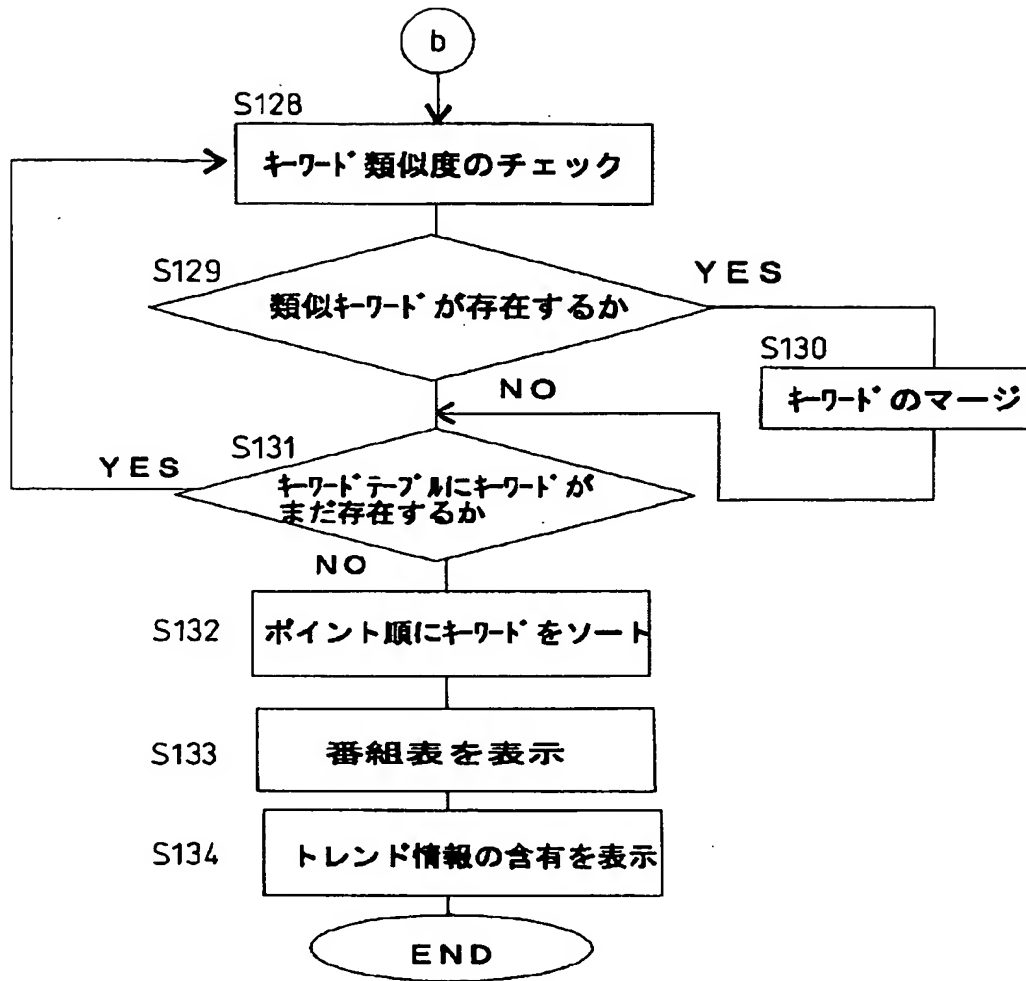 b
S128
キーワード類似度のチェック
S129
YES
類似キーワードが存在するか
S130
キーワードのマージ
NO
S131
YES
キーワードテーブルにキーワードが
まだ存在するか
NO
S132
ポイント順にキーワードをソート
S133
番組表を表示
S134
トレンド情報の含有を表示
END